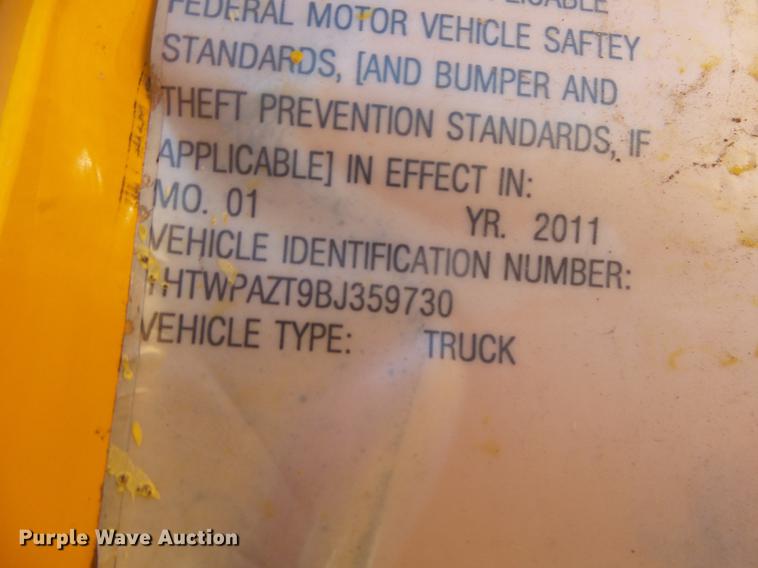 FEDERAL MOTOR VEHICLE SAFTEY
STANDARDS, [AND BUMPER AND
THEFT PREVENTION STANDARDS, IF
APPLICABLE] IN EFFECT IN:
MO. 01 YR. 2011
VEHICLE IDENTIFICATION NUMBER:
1HTWPAZT9BJ359730
VEHICLE TYPE: TRUCK
Purple Wave Auction